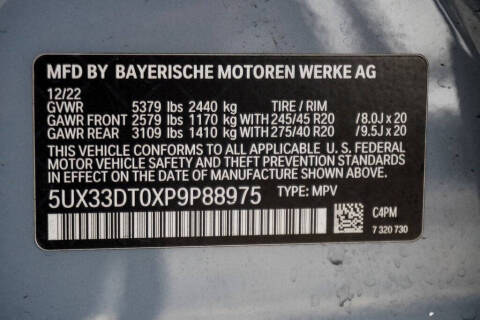 MFD BY BAYERISCHE MOTOREN WERKE AG
12/22
GVWR 5379 lbs 2440 kg TIRE / RIM
GAWR FRONT 2579 lbs 1170 kg WITH 245/45 R20 /8.0J x 20
GAWR REAR 3109 lbs 1410 kg WITH 275/40 R20 /9.5J x 20
THIS VEHICLE CONFORMS TO ALL APPLICABLE U. S. FEDERAL
MOTOR VEHICLE SAFETY AND THEFT PREVENTION STANDARDS
IN EFFECT ON THE DATE OF MANUFACTURE SHOWN ABOVE.
5UX33DT0XP9P88975 TYPE: MPV
C4PM
7 320 730